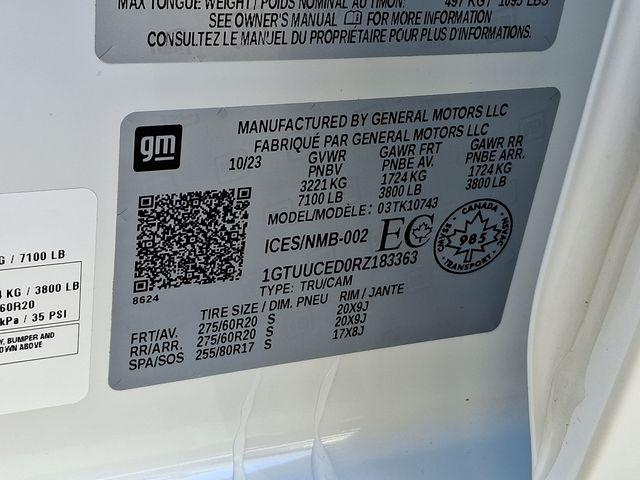 MAX TONGUE WEIGHT / POIDS NOMINAL AU TIMON: 497 KG / 1095 LBS
SEE OWNER'S MANUAL FOR MORE INFORMATION
CONSULTEZ LE MANUEL DU PROPRIÉTAIRE POUR PLUS D'INFORMATIONS.
gm
MANUFACTURED BY GENERAL MOTORS LLC
FABRIQUÉ PAR GENERAL MOTORS LLC
10/23 GVWR GAWR FRT GAWR RR
PNBV PNBE AV. PNBE ARR.
3221 KG 1724 KG 1724 KG
7100 LB 3800 LB 3800 LB
MODEL/MODÈLE: 03TK10743
ICES/NMB-002 EC
CANADA
985
TRANSPORT
1GTUUCED0RZ183363
8624
TYPE: TRU/CAM
TIRE SIZE / DIM. PNEU RIM / JANTE
FRT/AV. 275/60R20 S 20X9J
RR/ARR. 275/60R20 S 20X9J
SPA/SOS 255/80R17 S 17X8J
G / 7100 LB
KG / 3800 LB
60R20
kPa / 35 PSI
Y, BUMPER AND
OWN ABOVE